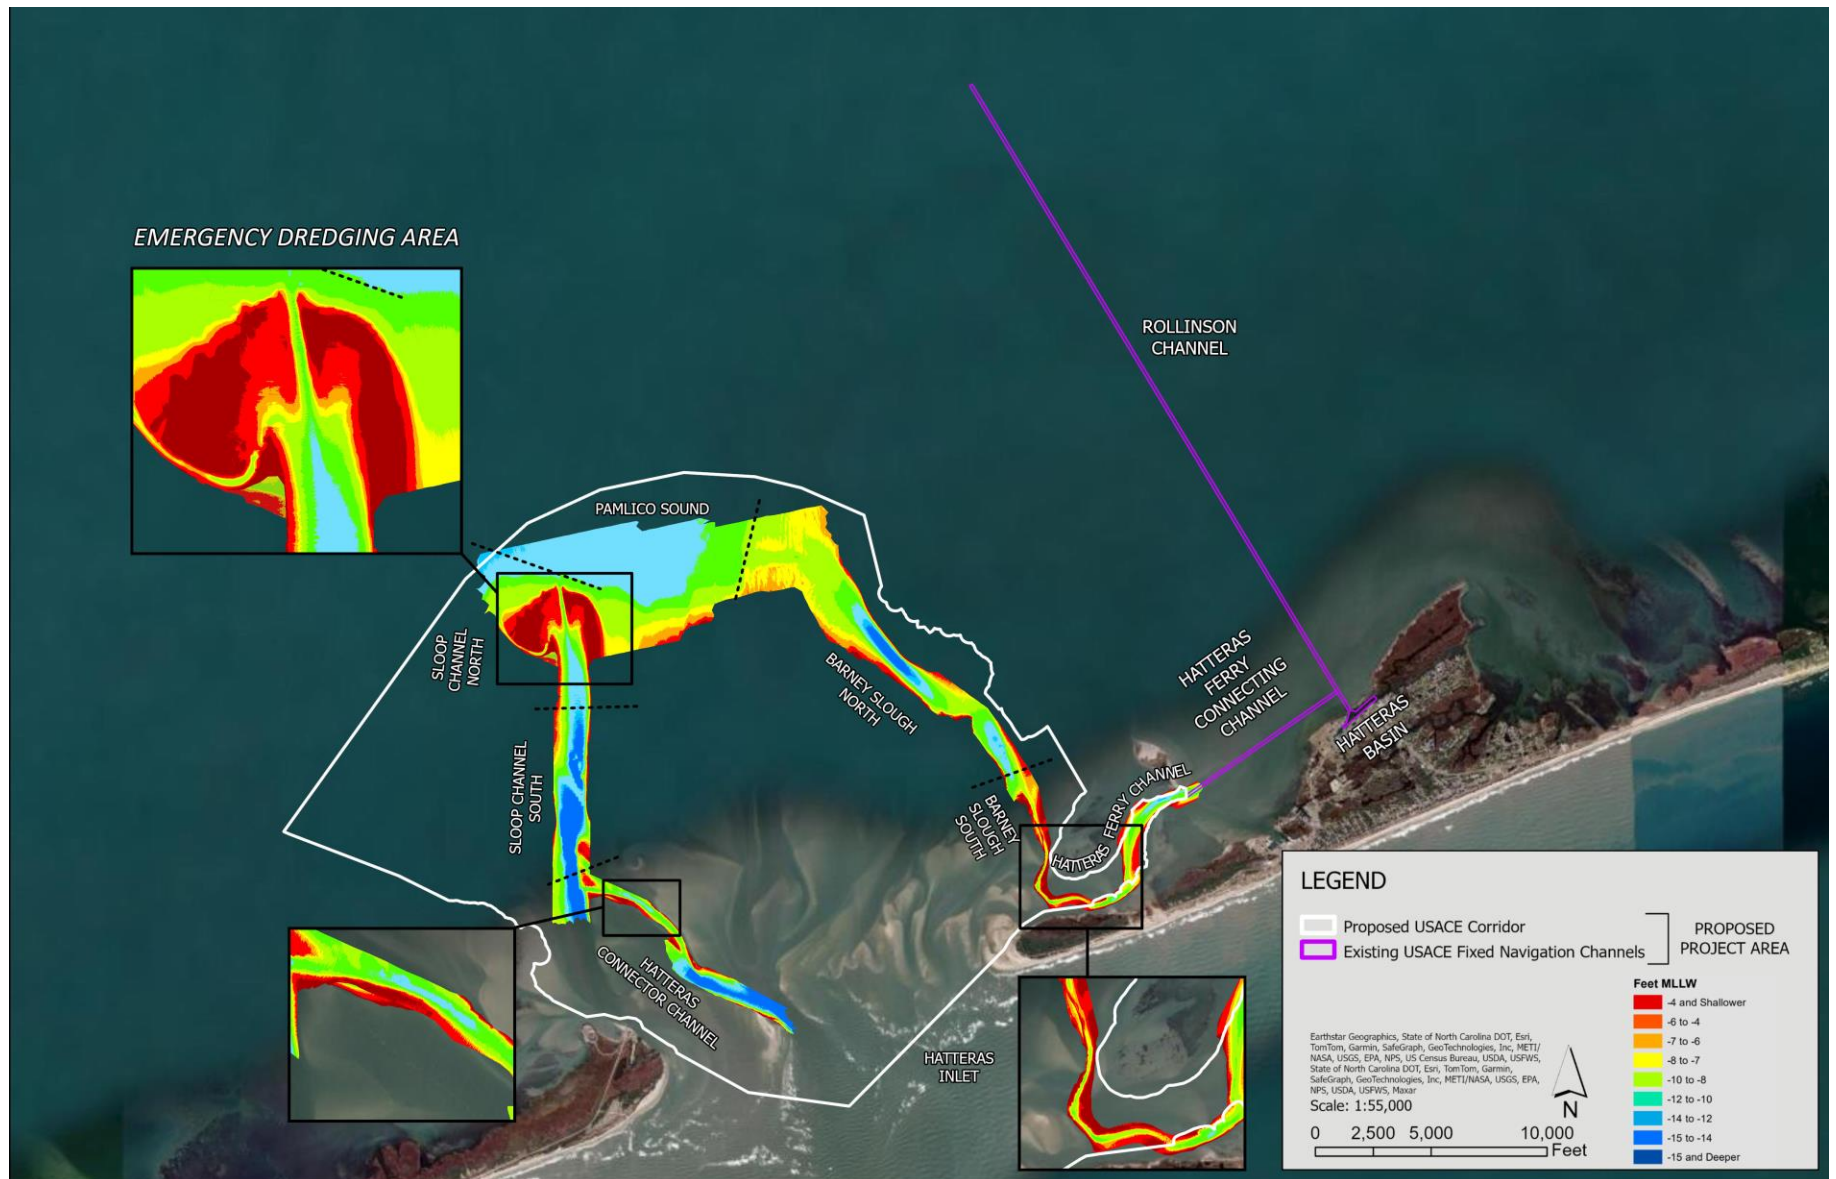 EMERGENCY DREDGING AREA
ROLLINSON
CHANNEL
PAMLICO SOUND
SLOOP
CHANNEL
NORTH
BARNEY SLOUGH
NORTH
HATTERAS
FERRY
CONNECTING
CHANNEL
HATTERAS
BASIN
SLOOP CHANNEL
SOUTH
BARNEY
SLOUGH
SOUTH
HATTERAS FERRY CHANNEL
HATTERAS
CONNECTOR CHANNEL
HATTERAS
INLET
LEGEND
Proposed USACE Corridor
Existing USACE Fixed Navigation Channels
PROPOSED
PROJECT AREA
Feet MLLW
-4 and Shallower
-6 to -4
-7 to -6
-8 to -7
-10 to -8
-12 to -10
-14 to -12
-15 to -14
-15 and Deeper
Earthstar Geographics, State of North Carolina DOT, Esri,
TomTom, Garmin, SafeGraph, GeoTechnologies, Inc, METI/
NASA, USGS, EPA, NPS, US Census Bureau, USDA, USFWS,
State of North Carolina DOT, Esri, TomTom, Garmin,
SafeGraph, GeoTechnologies, Inc, METI/NASA, USGS, EPA,
NPS, USDA, USFWS, Maxar
Scale: 1:55,000
N
0 2,500 5,000 10,000
Feet